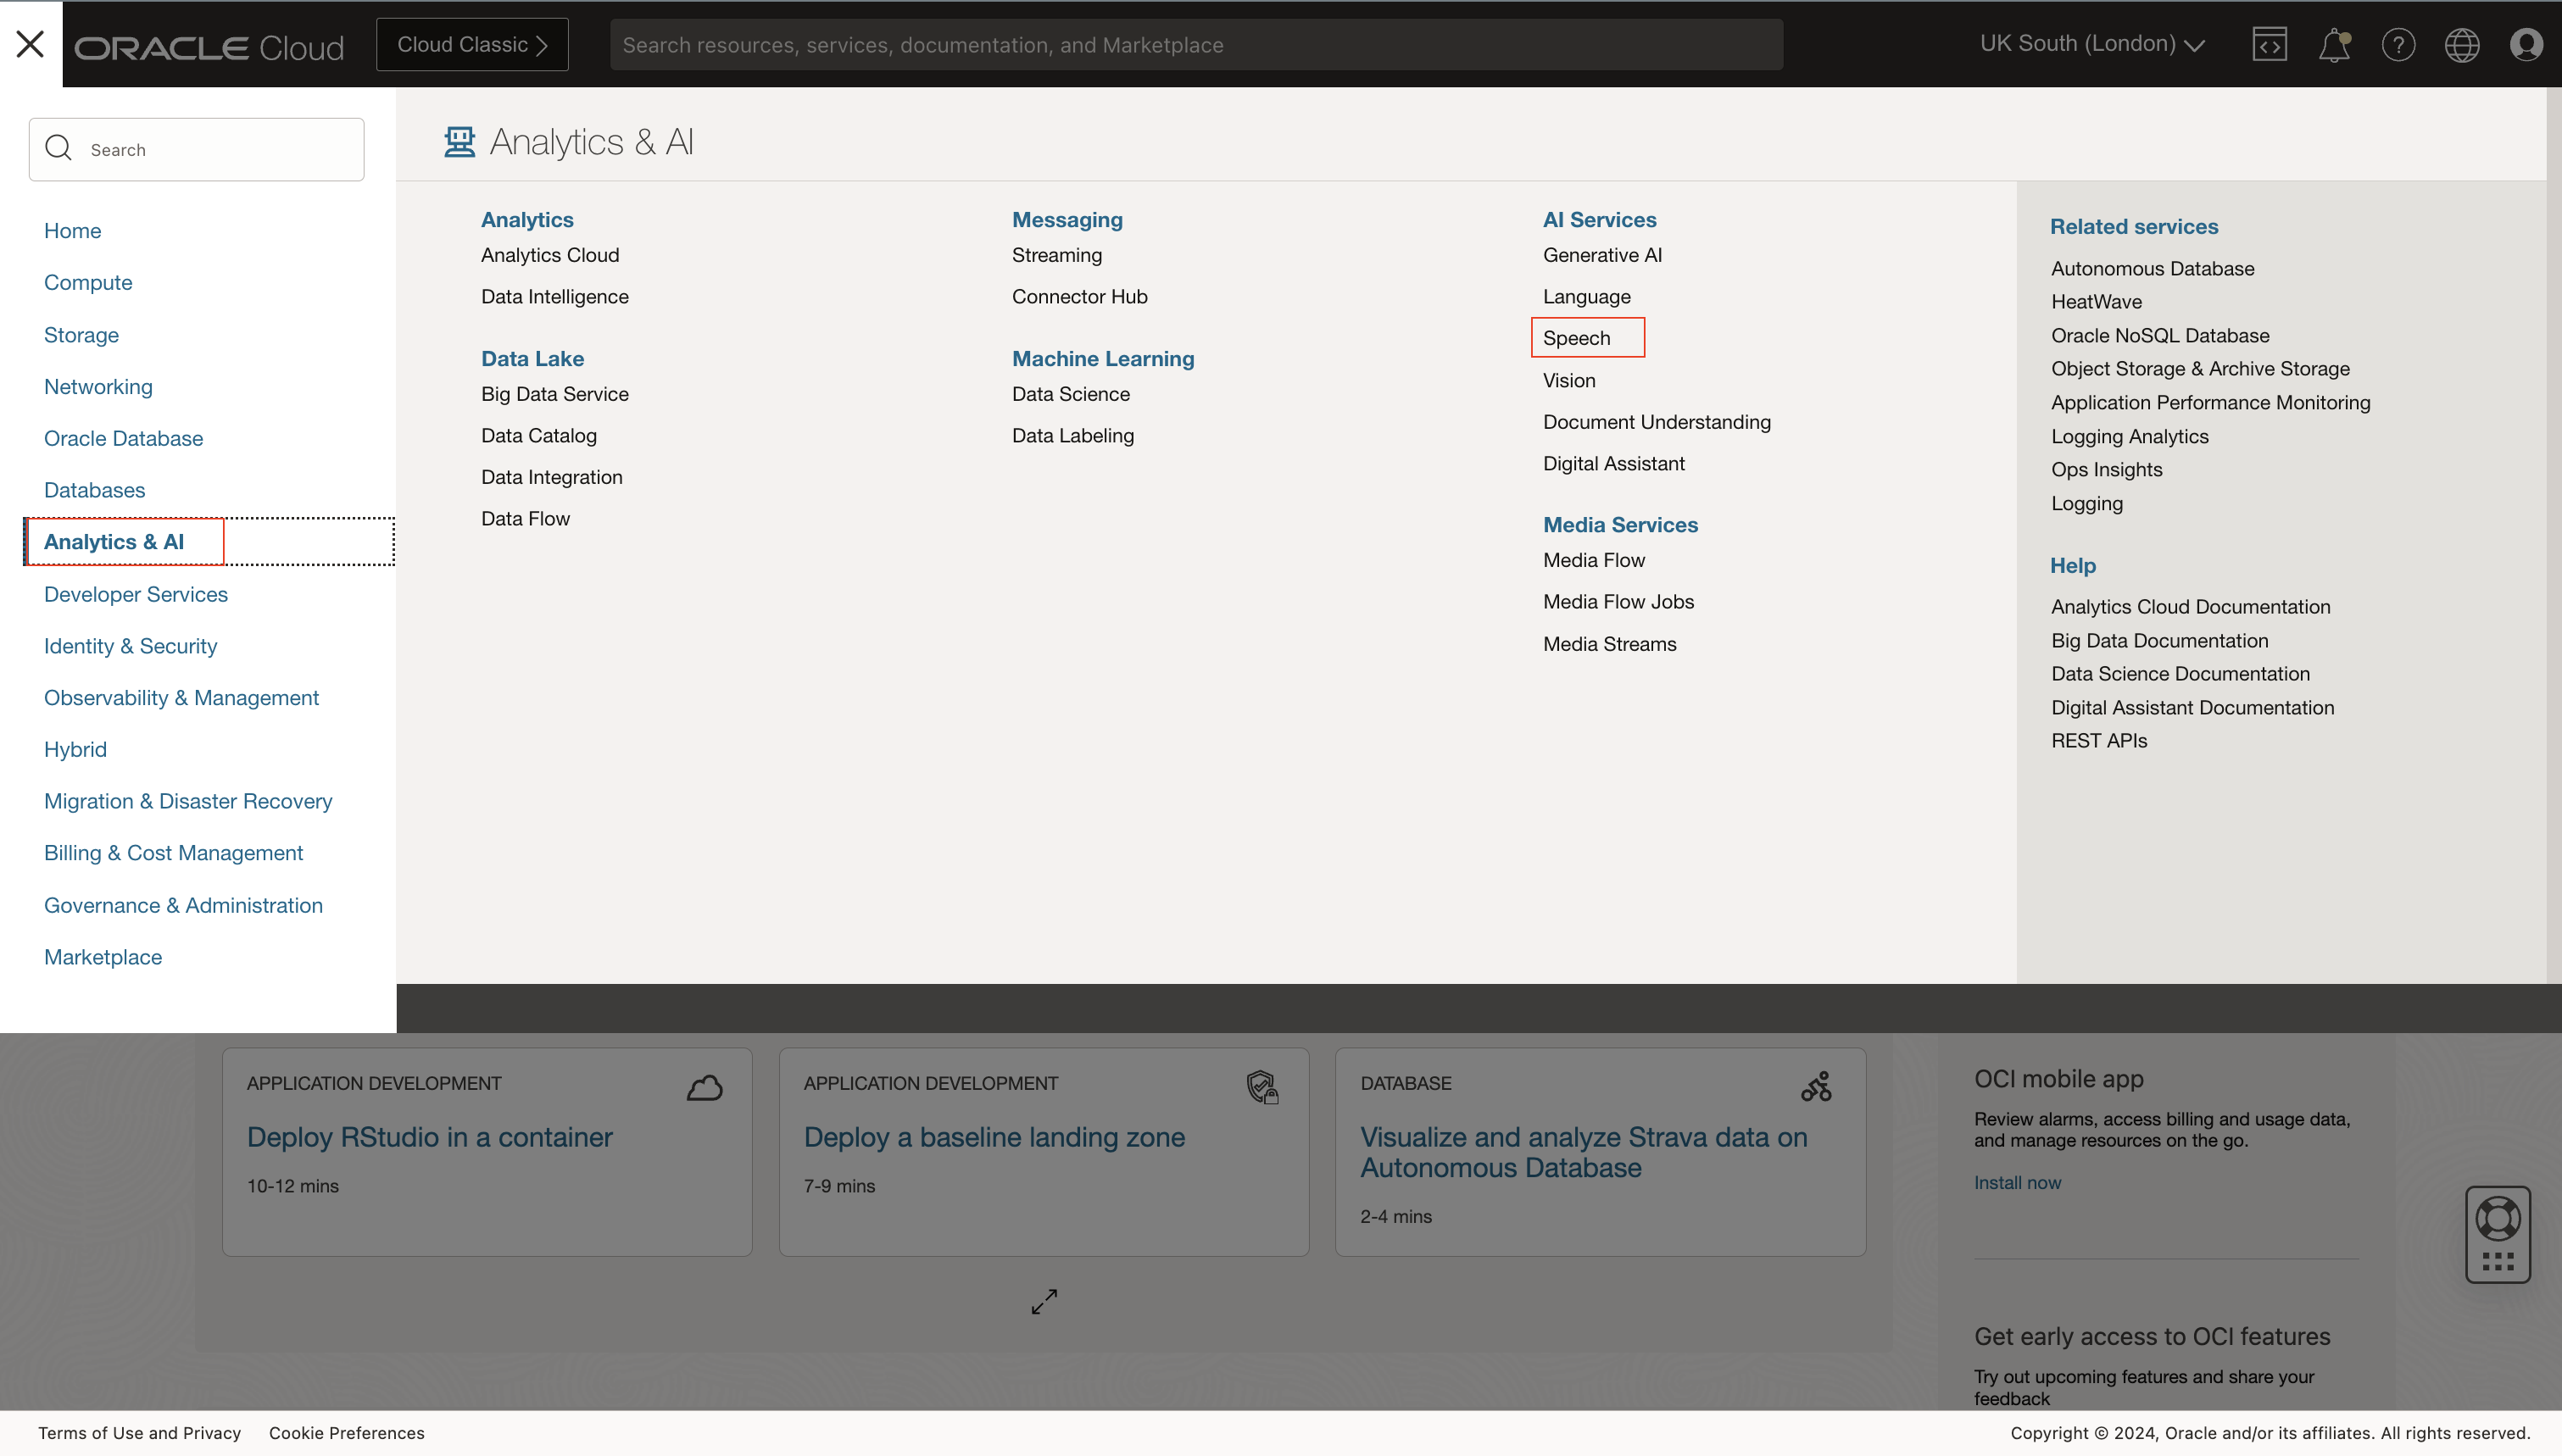 ORACLE Cloud
Cloud Classic
Search resources, services, documentation, and Marketplace
UK South (London)
Search
Home
Compute
Storage
Networking
Oracle Database
Databases
Analytics & AI
Developer Services
Identity & Security
Observability & Management
Hybrid
Migration & Disaster Recovery
Billing & Cost Management
Governance & Administration
Marketplace
Analytics & AI
Analytics
Analytics Cloud
Data Intelligence
Data Lake
Big Data Service
Data Catalog
Data Integration
Data Flow
Messaging
Streaming
Connector Hub
Machine Learning
Data Science
Data Labeling
AI Services
Generative AI
Language
Speech
Vision
Document Understanding
Digital Assistant
Media Services
Media Flow
Media Flow Jobs
Media Streams
Related services
Autonomous Database
HeatWave
Oracle NoSQL Database
Object Storage & Archive Storage
Application Performance Monitoring
Logging Analytics
Ops Insights
Logging
Help
Analytics Cloud Documentation
Big Data Documentation
Data Science Documentation
Digital Assistant Documentation
REST APIs
APPLICATION DEVELOPMENT
Deploy RStudio in a container
10-12 mins
APPLICATION DEVELOPMENT
Deploy a baseline landing zone
7-9 mins
DATABASE
Visualize and analyze Strava data on
Autonomous Database
2-4 mins
OCI mobile app
Review alarms, access billing and usage data,
and manage resources on the go.
Install now
Get early access to OCI features
Try out upcoming features and share your
feedback
Terms of Use and Privacy
Cookie Preferences
Copyright © 2024, Oracle and/or its affiliates. All rights reserved.